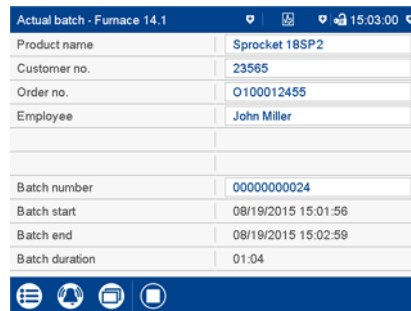 Actual batch - Furnace 14.1 15:03:00
Product name Sprocket 18SP2
Customer no. 23565
Order no. O100012455
Employee John Miller
Batch number 00000000024
Batch start 08/19/2015 15:01:56
Batch end 08/19/2015 15:02:59
Batch duration 01:04